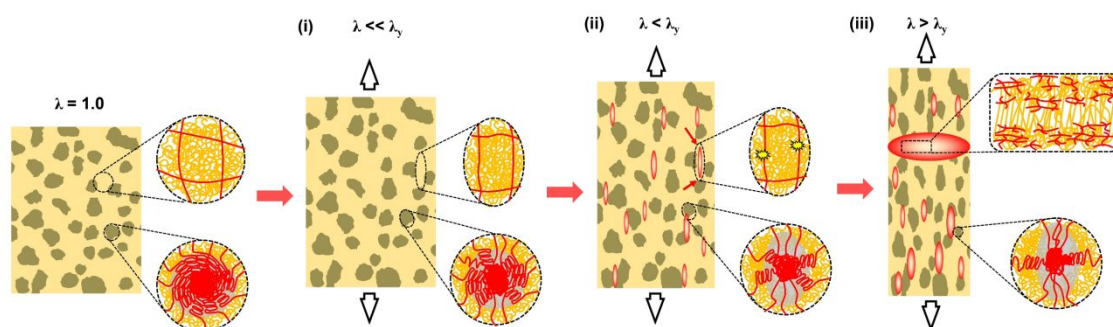 λ = 1.0
(i) λ << λy
(ii) λ < λy
(iii) λ > λy